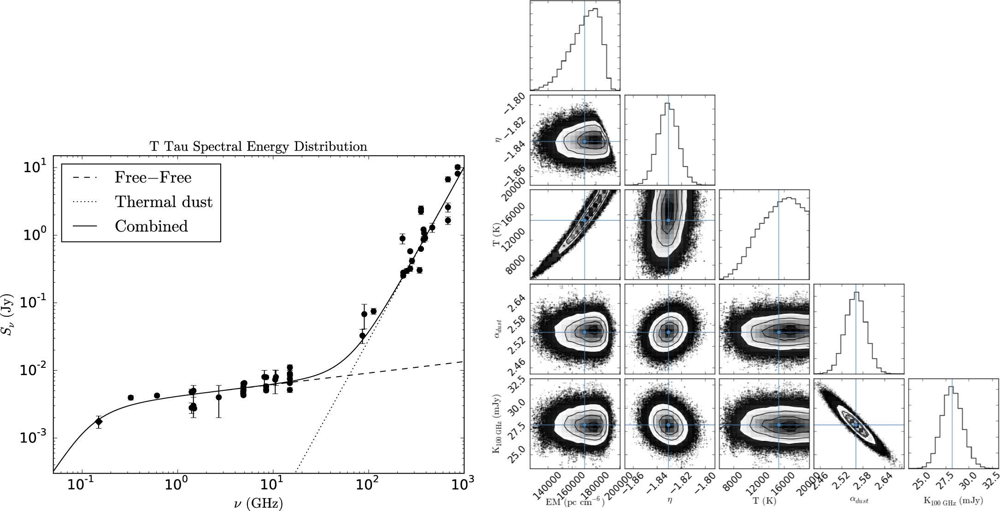 T Tau Spectral Energy Distribution
Free−Free
Thermal dust
Combined
10^1
10^0
10^-1
10^-2
10^-3
S_ν (Jy)
10^-1 10^0 10^1 10^2 10^3
ν (GHz)
−1.80
−1.82
−1.84
−1.86
η
20000
16000
12000
8000
T (K)
2.64
2.58
2.52
2.46
α_dust
32.5
30.0
27.5
25.0
K_100 GHz (mJy)
140000 160000 180000 200000
EM (pc cm^−6)
−1.86 −1.84 −1.82 −1.80
η
8000 12000 16000 20000
T (K)
2.46 2.52 2.58 2.64
α_dust
25.0 27.5 30.0 32.5
K_100 GHz (mJy)